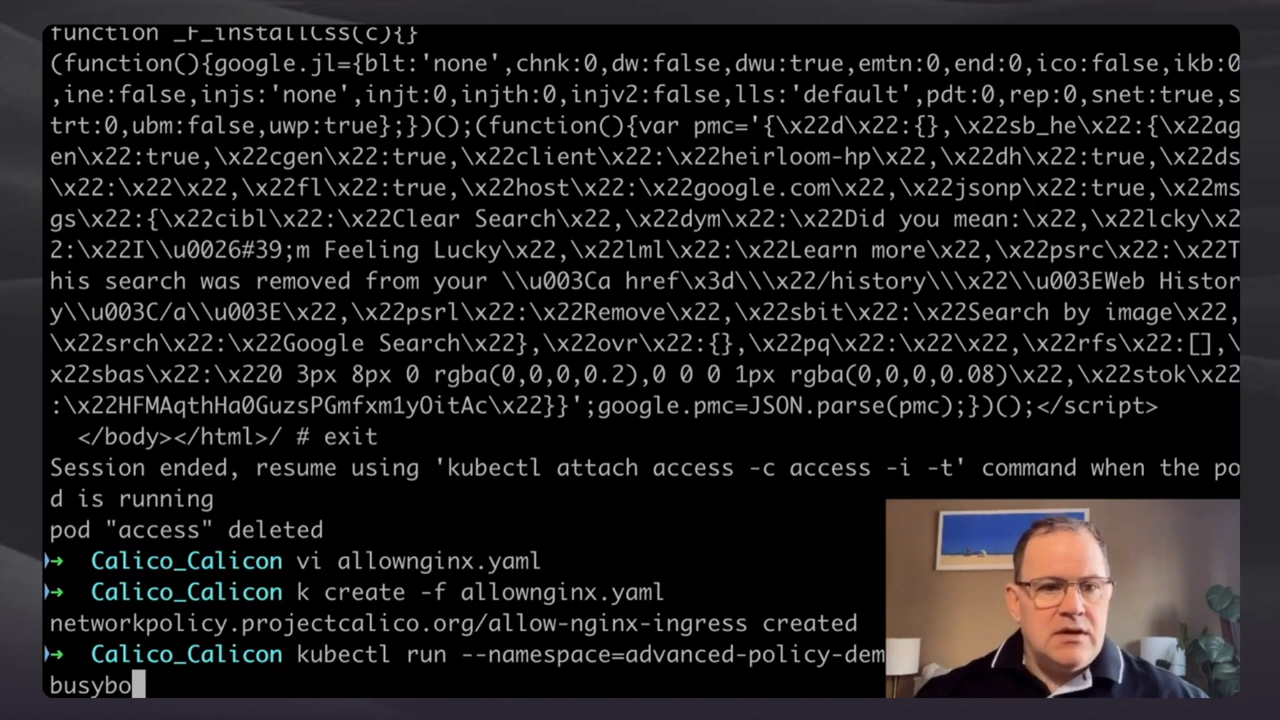 function _F_installCss(c){}
(function(){google.jl={blt:'none',chnk:0,dw:false,dwu:true,emtn:0,end:0,ico:false,ikb:0
,ine:false,injs:'none',injt:0,injth:0,injv2:false,lls:'default',pdt:0,rep:0,snet:true,s
trt:0,ubm:false,uwp:true};})();(function(){var pmc='{\x22d\x22:{},\x22sb_he\x22:{\x22ag
en\x22:true,\x22cgen\x22:true,\x22client\x22:\x22heirloom-hp\x22,\x22dh\x22:true,\x22ds
\x22:\x22\x22,\x22fl\x22:true,\x22host\x22:\x22google.com\x22,\x22jsonp\x22:true,\x22ms
gs\x22:{\x22cibl\x22:\x22Clear Search\x22,\x22dym\x22:\x22Did you mean:\x22,\x22lcky\x2
2:\x22I\\u0026#39;m Feeling Lucky\x22,\x22lml\x22:\x22Learn more\x22,\x22psrc\x22:\x22T
his search was removed from your \\u003Ca href\x3d\\\x22/history\\\x22\\u003EWeb Histor
y\\u003C/a\\u003E\x22,\x22psrl\x22:\x22Remove\x22,\x22sbit\x22:\x22Search by image\x22,
\x22srch\x22:\x22Google Search\x22},\x22ovr\x22:{},\x22pq\x22:\x22\x22,\x22rfs\x22:[],\
x22sbas\x22:\x220 3px 8px 0 rgba(0,0,0,0.2),0 0 0 1px rgba(0,0,0,0.08)\x22,\x22stok\x22
:\x22HFMAqthHa0GuzsPGmfxm1yOitAc\x22}}';google.pmc=JSON.parse(pmc);})();</script>
</body></html>/ # exit
Session ended, resume using 'kubectl attach access -c access -i -t' command when the po
d is running
pod "access" deleted
→ Calico_Calicon vi allownginx.yaml
→ Calico_Calicon k create -f allownginx.yaml
networkpolicy.projectcalico.org/allow-nginx-ingress created
→ Calico_Calicon kubectl run --namespace=advanced-policy-dem
busybo